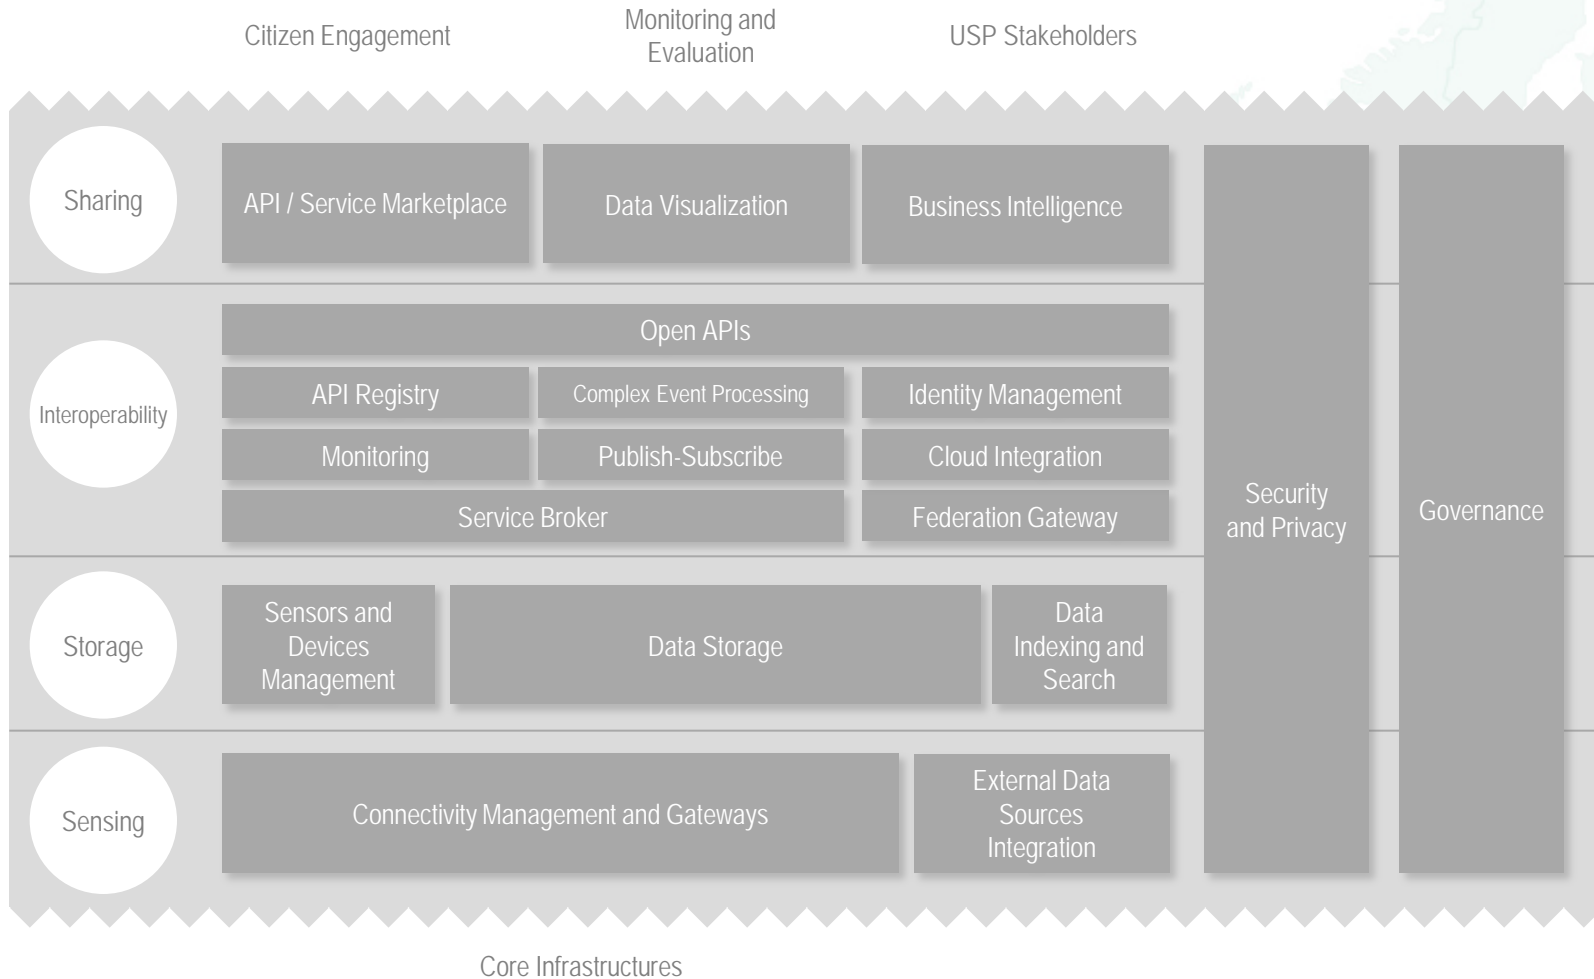 Citizen Engagement
Monitoring and
Evaluation
USP Stakeholders
Sharing
API / Service Marketplace
Data Visualization
Business Intelligence
Interoperability
Open APIs
API Registry
Complex Event Processing
Identity Management
Monitoring
Publish-Subscribe
Cloud Integration
Service Broker
Federation Gateway
Security
and Privacy
Governance
Storage
Sensors and
Devices
Management
Data Storage
Data
Indexing and
Search
Sensing
Connectivity Management and Gateways
External Data
Sources
Integration
Core Infrastructures